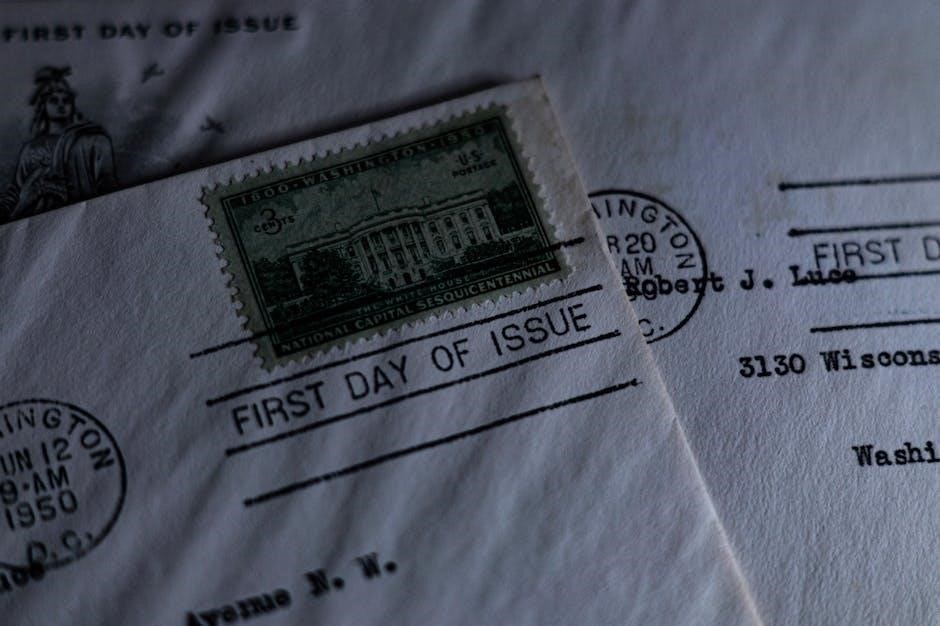 FIRST DAY OF ISSUE
1800 · WASHINGTON · 1950
U·S·
POSTAGE
3
CENTS
THE WHITE HOUSE
NATIONAL CAPITAL SESQUICENTENNIAL
FIRST DAY OF ISSUE
INGTON
UN 12
9·AM
1950
D.C.
Avenue N. W.
INGTON
R 20
AM
C.
FIRST D
Robert J. Luce
3130 Wiscons
Washi